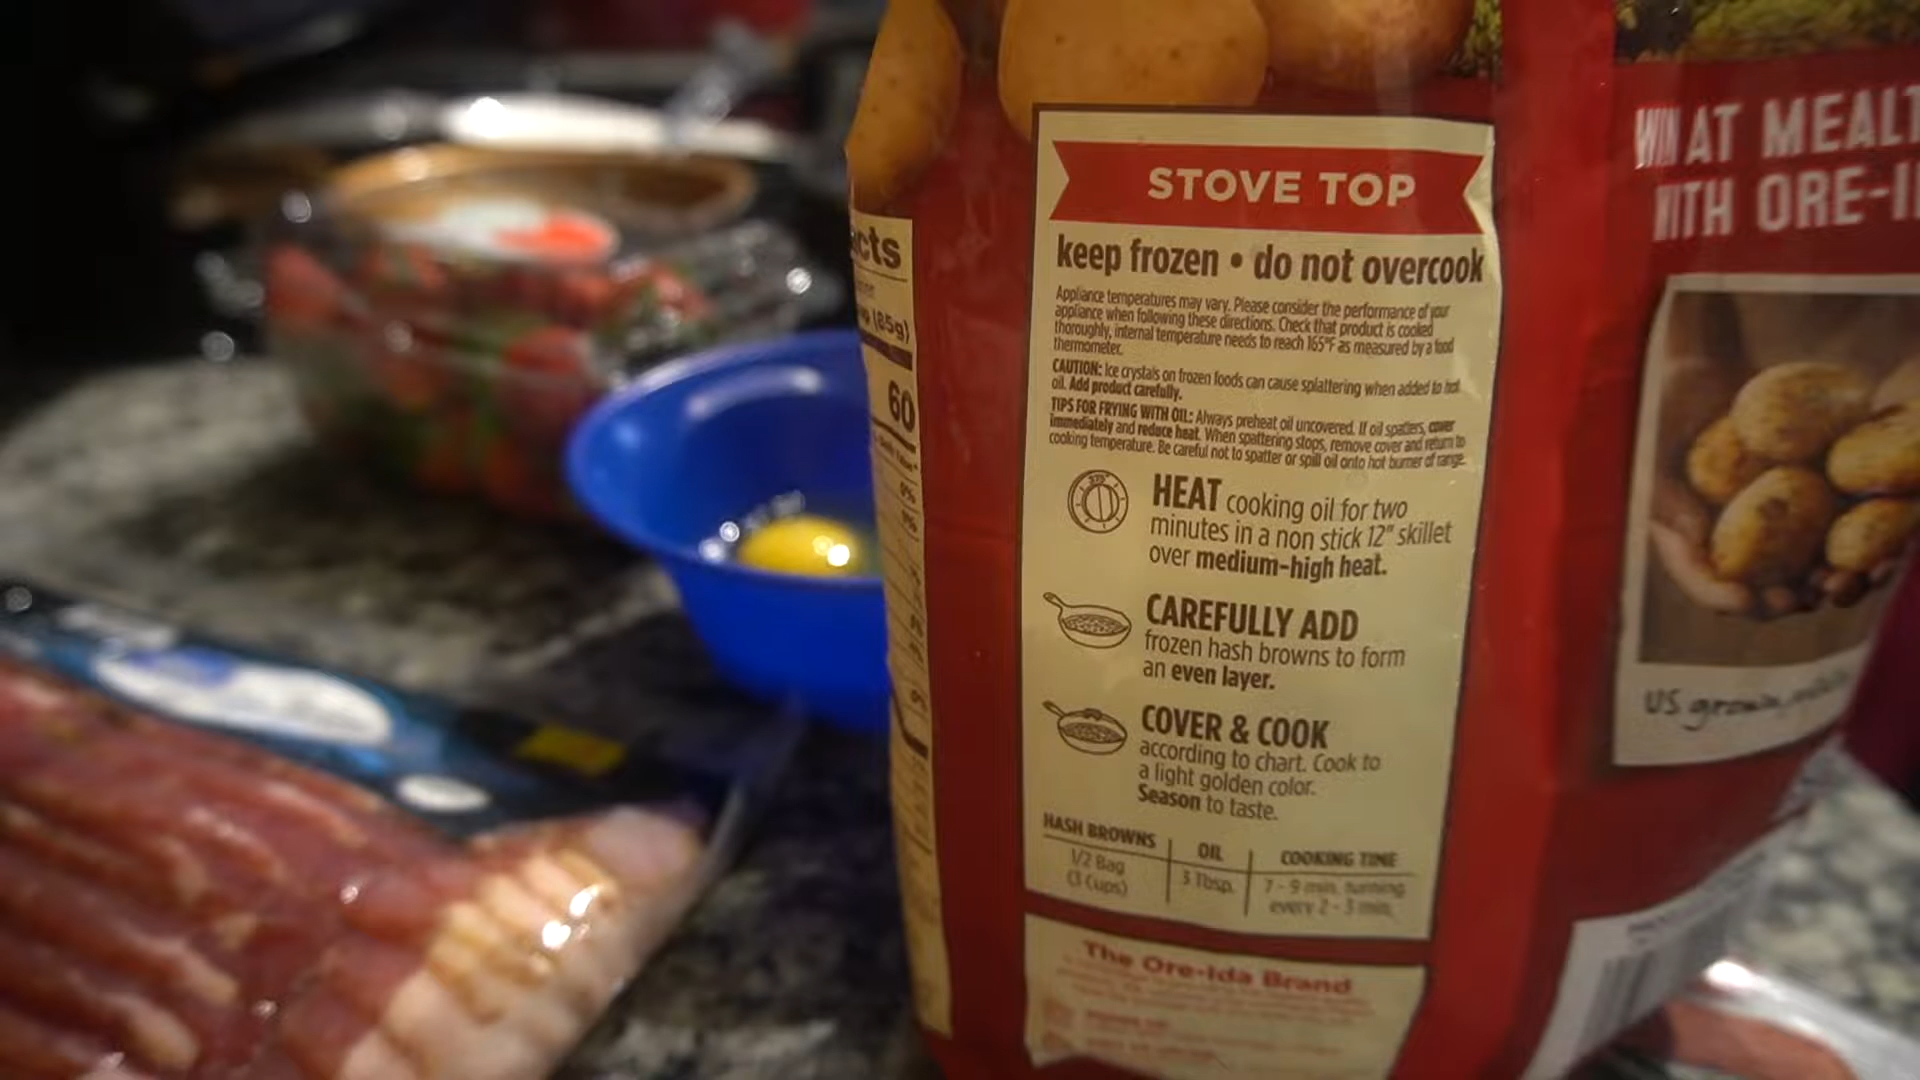 STOVE TOP
keep frozen • do not overcook
Appliance temperatures may vary. Please consider the performance of your
appliance when following these directions. Check that product is cooked
thoroughly, internal temperature needs to reach 165°F as measured by a food
thermometer.
CAUTION: Ice crystals on frozen foods can cause splattering when added to hot
oil. Add product carefully.
TIPS FOR FRYING WITH OIL: Always preheat oil uncovered. If oil spatters, cover
immediately and reduce heat. When spattering stops, remove cover and return to
cooking temperature. Be careful not to spatter or spill oil onto hot burner of range.
HEAT cooking oil for two
minutes in a non stick 12" skillet
over medium-high heat.
CAREFULLY ADD
frozen hash browns to form
an even layer.
COVER & COOK
according to chart. Cook to
a light golden color.
Season to taste.
HASH BROWNS OIL COOKING TIME
1/2 Bag 3 Tbsp. 7 - 9 min. turning
(3 Cups) every 2 - 3 min.
The Ore-Ida Brand
acts
(85g)
60
0%
WIN AT MEALT
WITH ORE-I
US grown